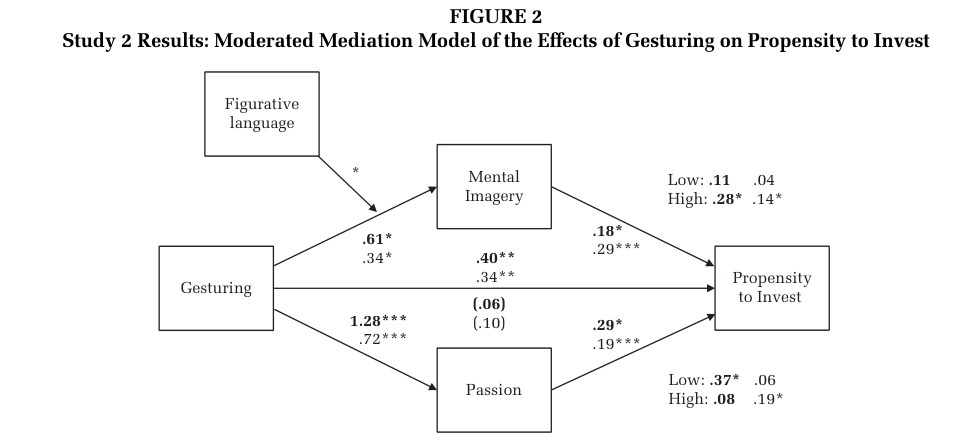 FIGURE 2
Study 2 Results: Moderated Mediation Model of the Effects of Gesturing on Propensity to Invest
Figurative
language
*
Mental
Imagery
Low: .11 .04
High: .28* .14*
.61*
.34*
.18*
.29***
.40**
.34**
Gesturing
Propensity
to Invest
(.06)
(.10)
1.28***
.72***
.29*
.19***
Passion
Low: .37* .06
High: .08 .19*